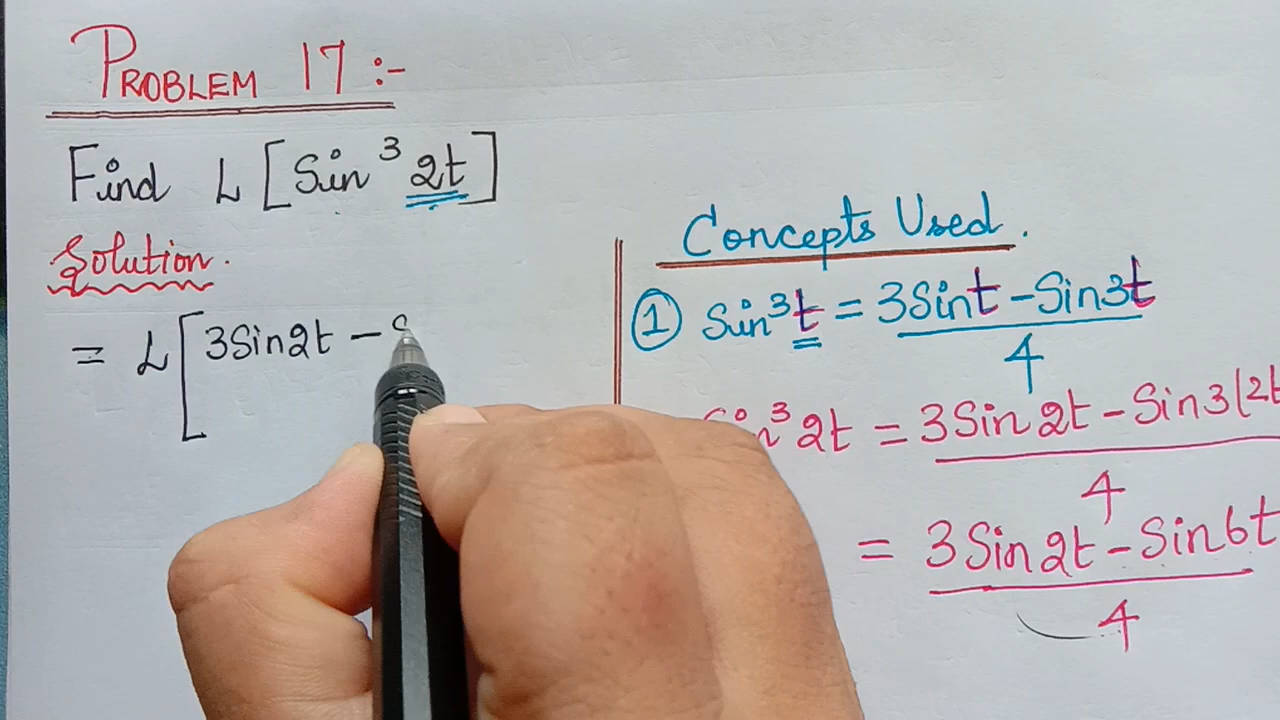 PROBLEM 17 :-
Find L [Sin³ 2t]
Solution.
= L [3Sin2t - S
Concepts Used.
① Sin³t = 3Sint - Sin3t
4
Sin³2t = 3Sin2t - Sin3(2t
4
= 3Sin2t - Sin6t
4